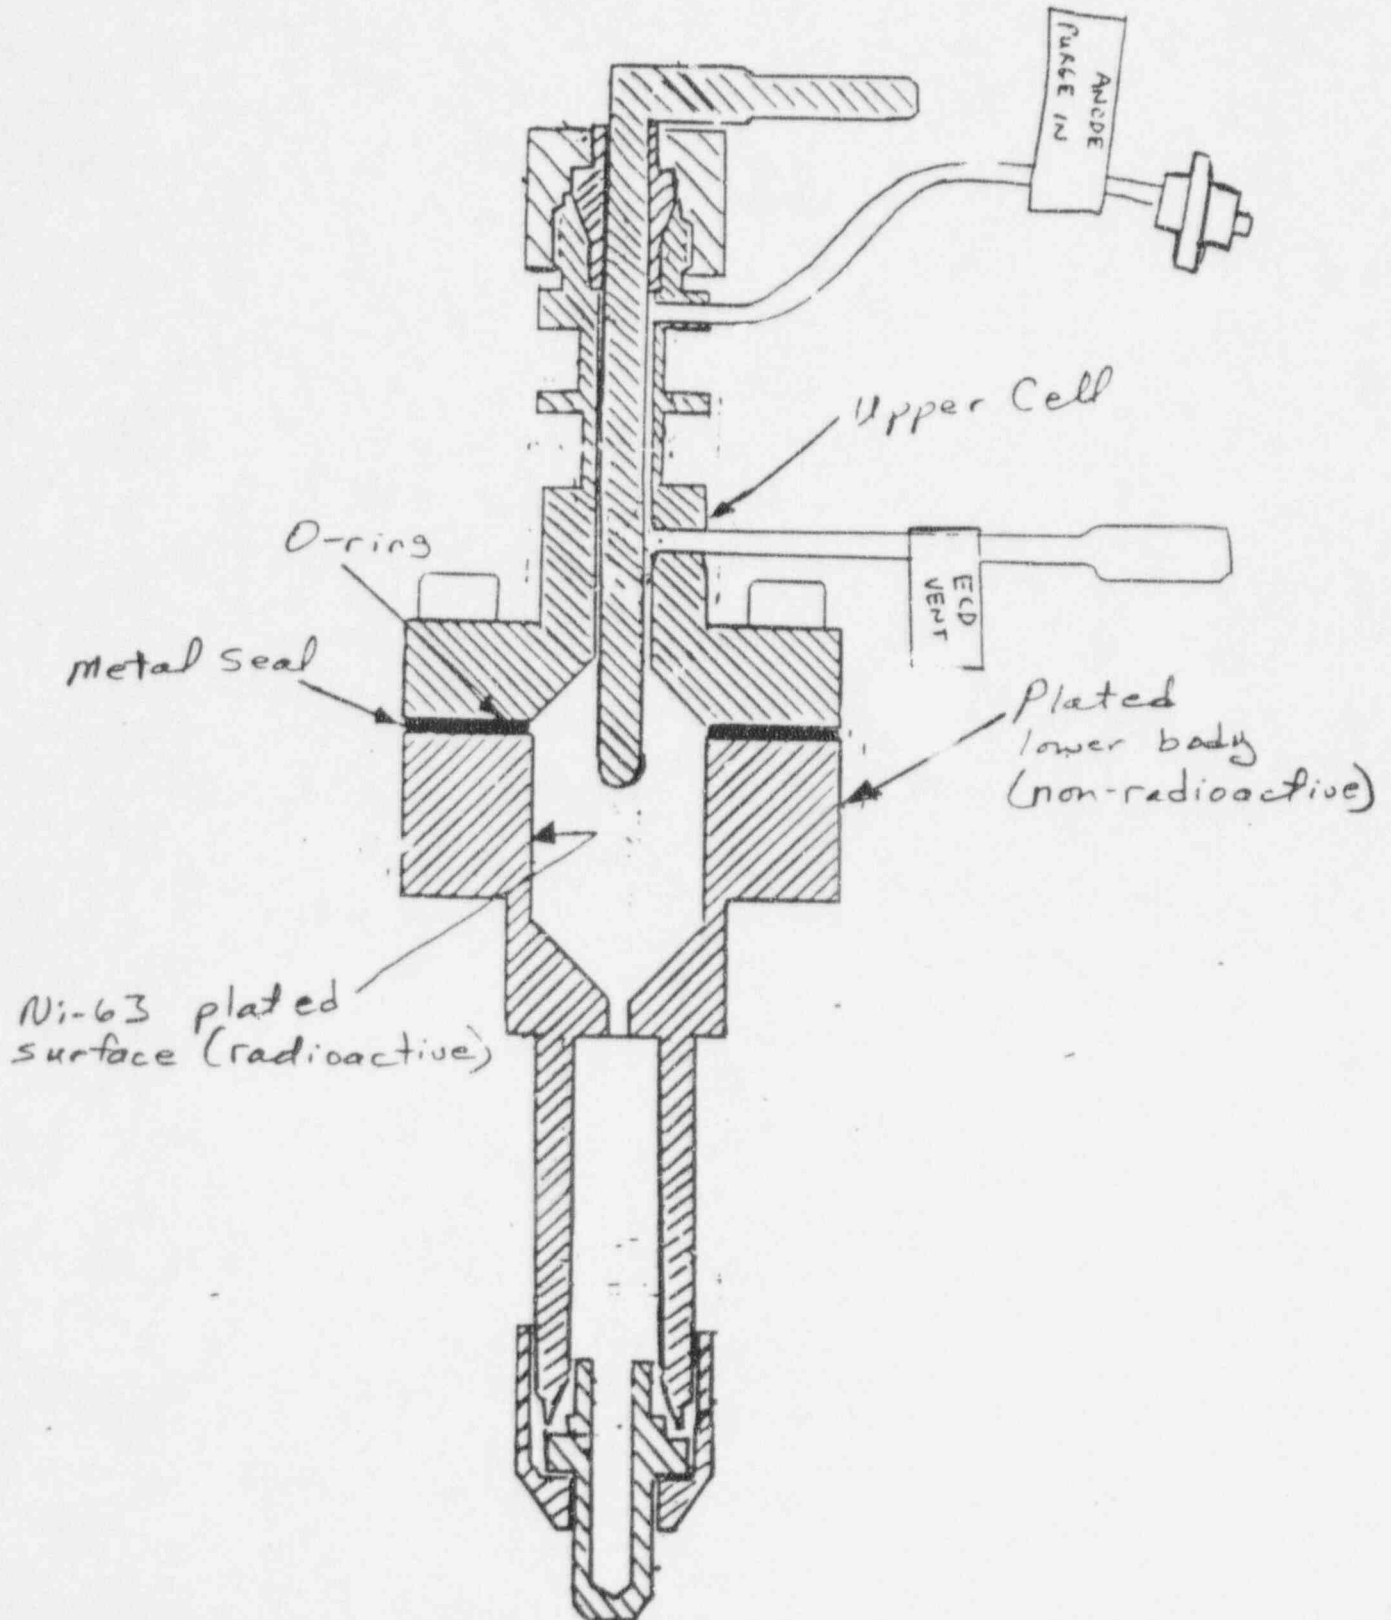 ANODE
PURGE IN
Upper Cell
O-ring
ECD
VENT
Metal Seal
Plated
lower body
(non-radioactive)
Ni-63 plated
surface (radioactive)